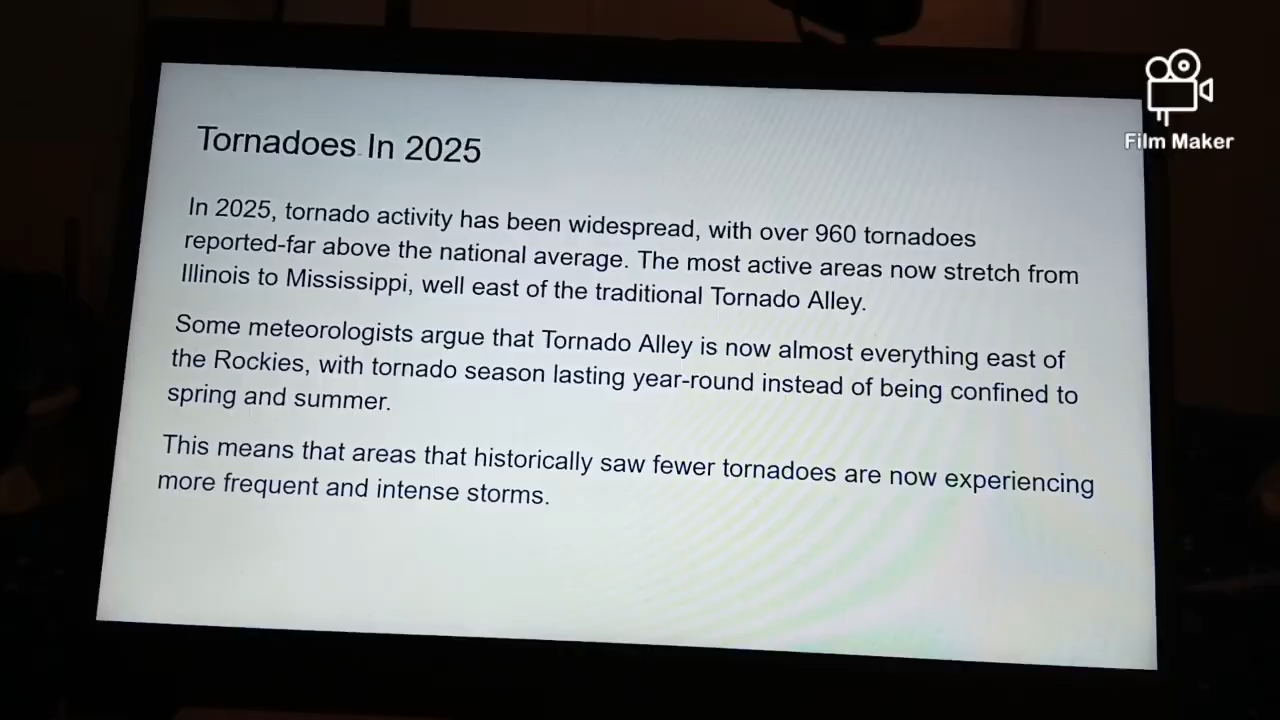 Film Maker
Tornadoes In 2025
In 2025, tornado activity has been widespread, with over 960 tornadoes
reported-far above the national average. The most active areas now stretch from
Illinois to Mississippi, well east of the traditional Tornado Alley.
Some meteorologists argue that Tornado Alley is now almost everything east of
the Rockies, with tornado season lasting year-round instead of being confined to
spring and summer.
This means that areas that historically saw fewer tornadoes are now experiencing
more frequent and intense storms.